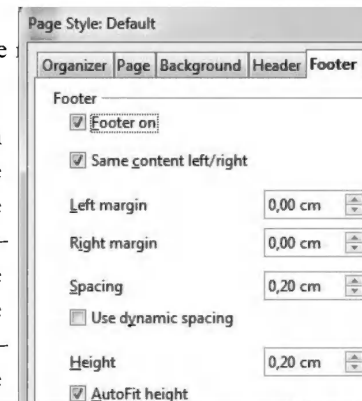 Page Style: Default
Organizer Page Background Header Footer
Footer
Footer on
Same content left/right
Left margin 0,00 cm
Right margin 0,00 cm
Spacing 0,20 cm
Use dynamic spacing
Height 0,20 cm
AutoFit height